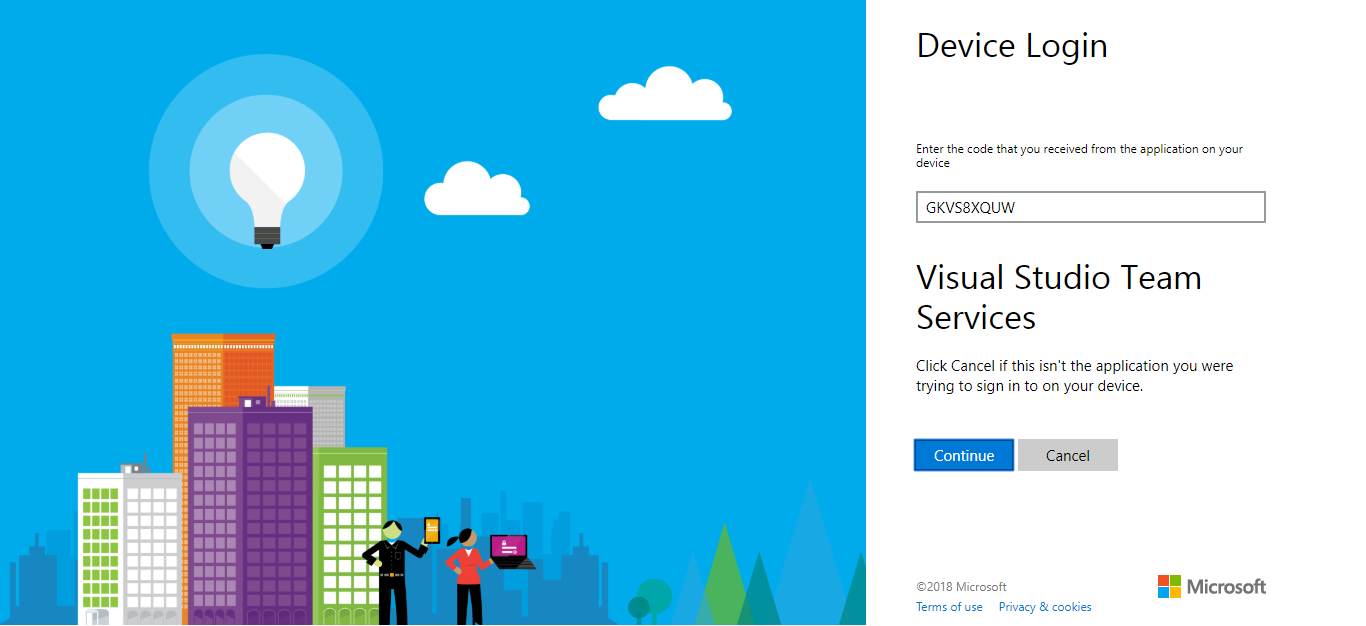 Device Login
Enter the code that you received from the application on your
device
GKVS8XQUW
Visual Studio Team
Services
Click Cancel if this isn't the application you were
trying to sign in to on your device.
Continue
Cancel
©2018 Microsoft
Terms of use
Privacy & cookies
Microsoft